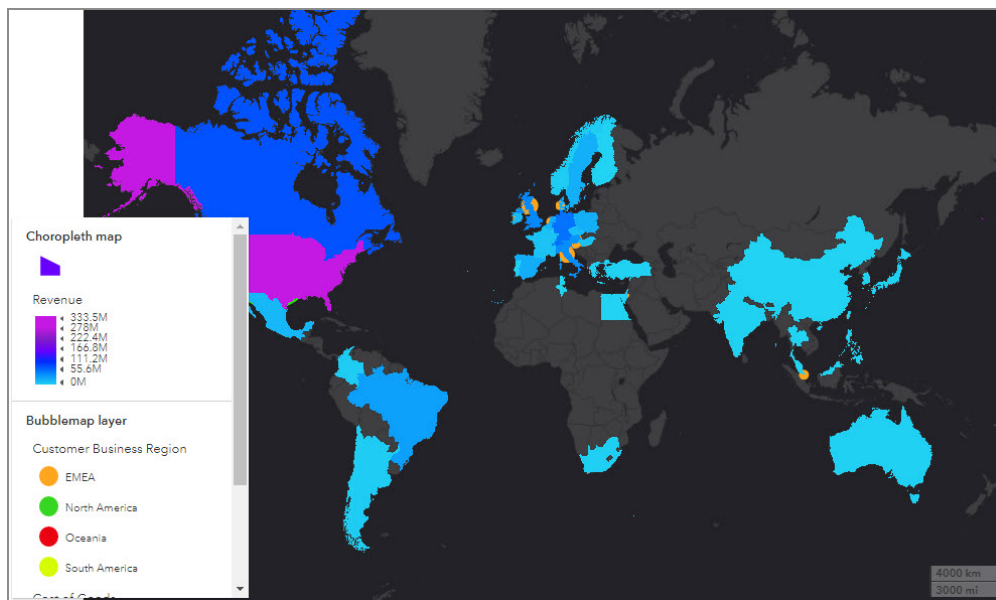 Choropleth map
Revenue
333.5M
278M
222.4M
166.8M
111.2M
55.6M
0M
Bubblemap layer
Customer Business Region
EMEA
North America
Oceania
South America
4000 km
3000 mi